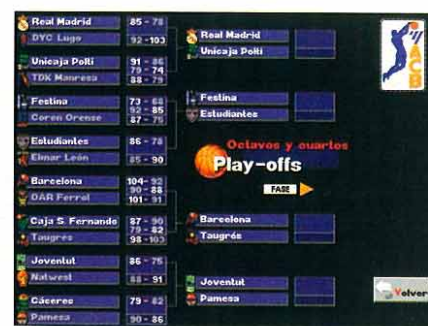 Real Madrid 85 - 78
DYC Lugo 92 - 103
Unicaja Polti 91 - 86
79 - 74
TDK Manresa 88 - 79
Festina 73 - 68
92 - 85
Coren Orense 87 - 75
Estudiantes 86 - 78
Elmar León 85 - 90
Barcelona 104- 92
90 - 88
OAR Ferrol 101- 91
Caja S. Fernando 87 - 90
79 - 82
Taugrés 98 - 103
Joventut 86 - 75
Natwest 88 - 91
Cáceres 79 - 82
Pamesa 90 - 86
Real Madrid
Unicaja Polti
Festina
Estudiantes
Octavos y cuartos
Play-offs
FASE
Barcelona
Taugrés
Joventut
Pamesa
ACB
Volver